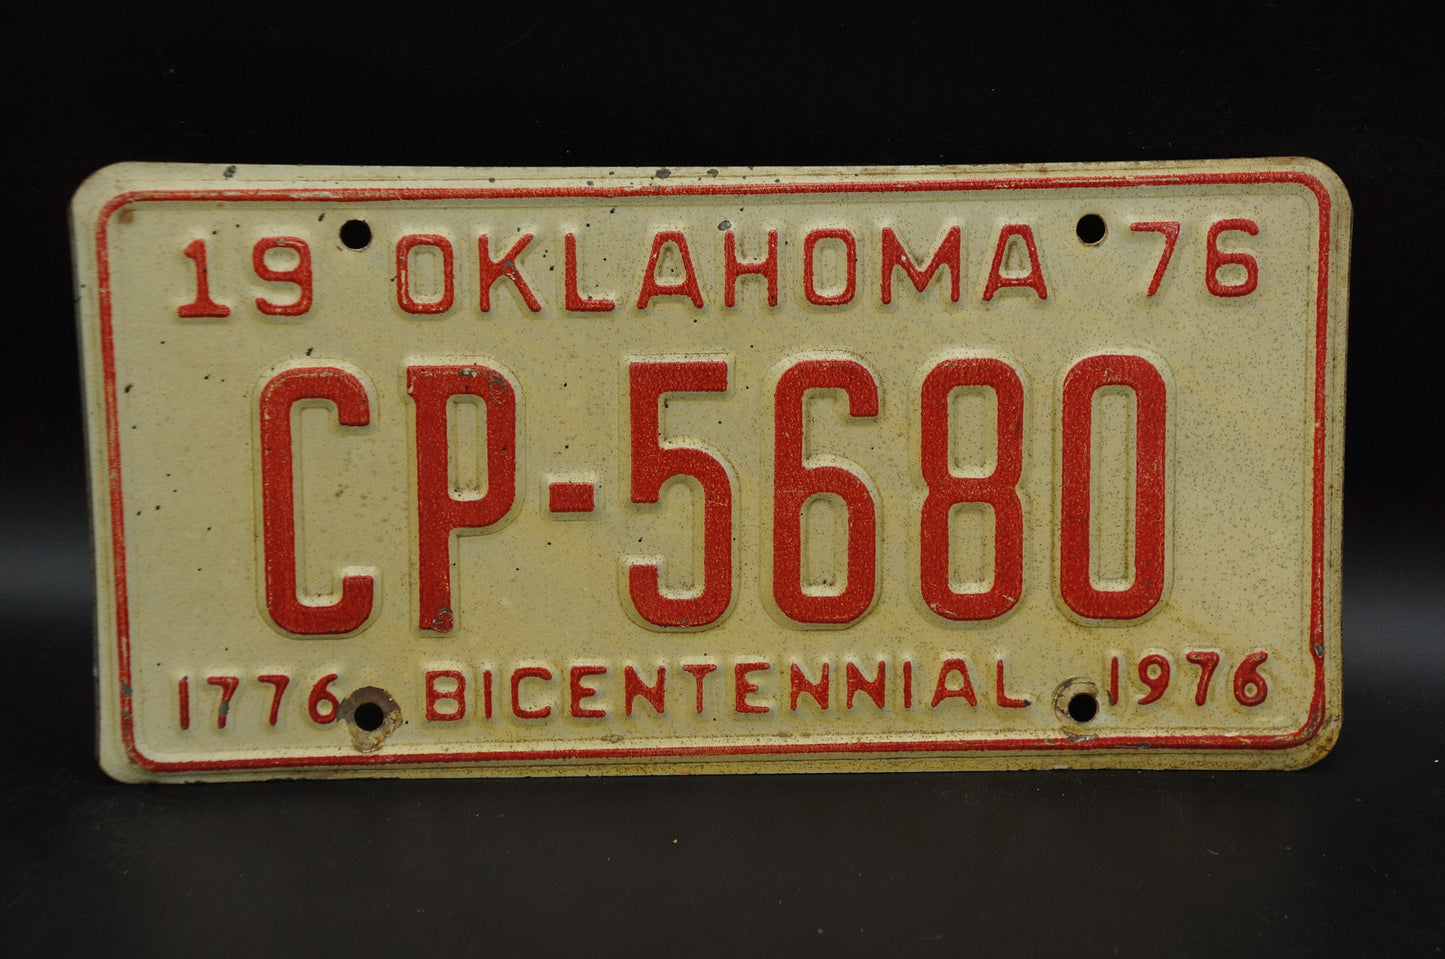 19 OKLAHOMA 76
CP-5680
1776 BICENTENNIAL 1976